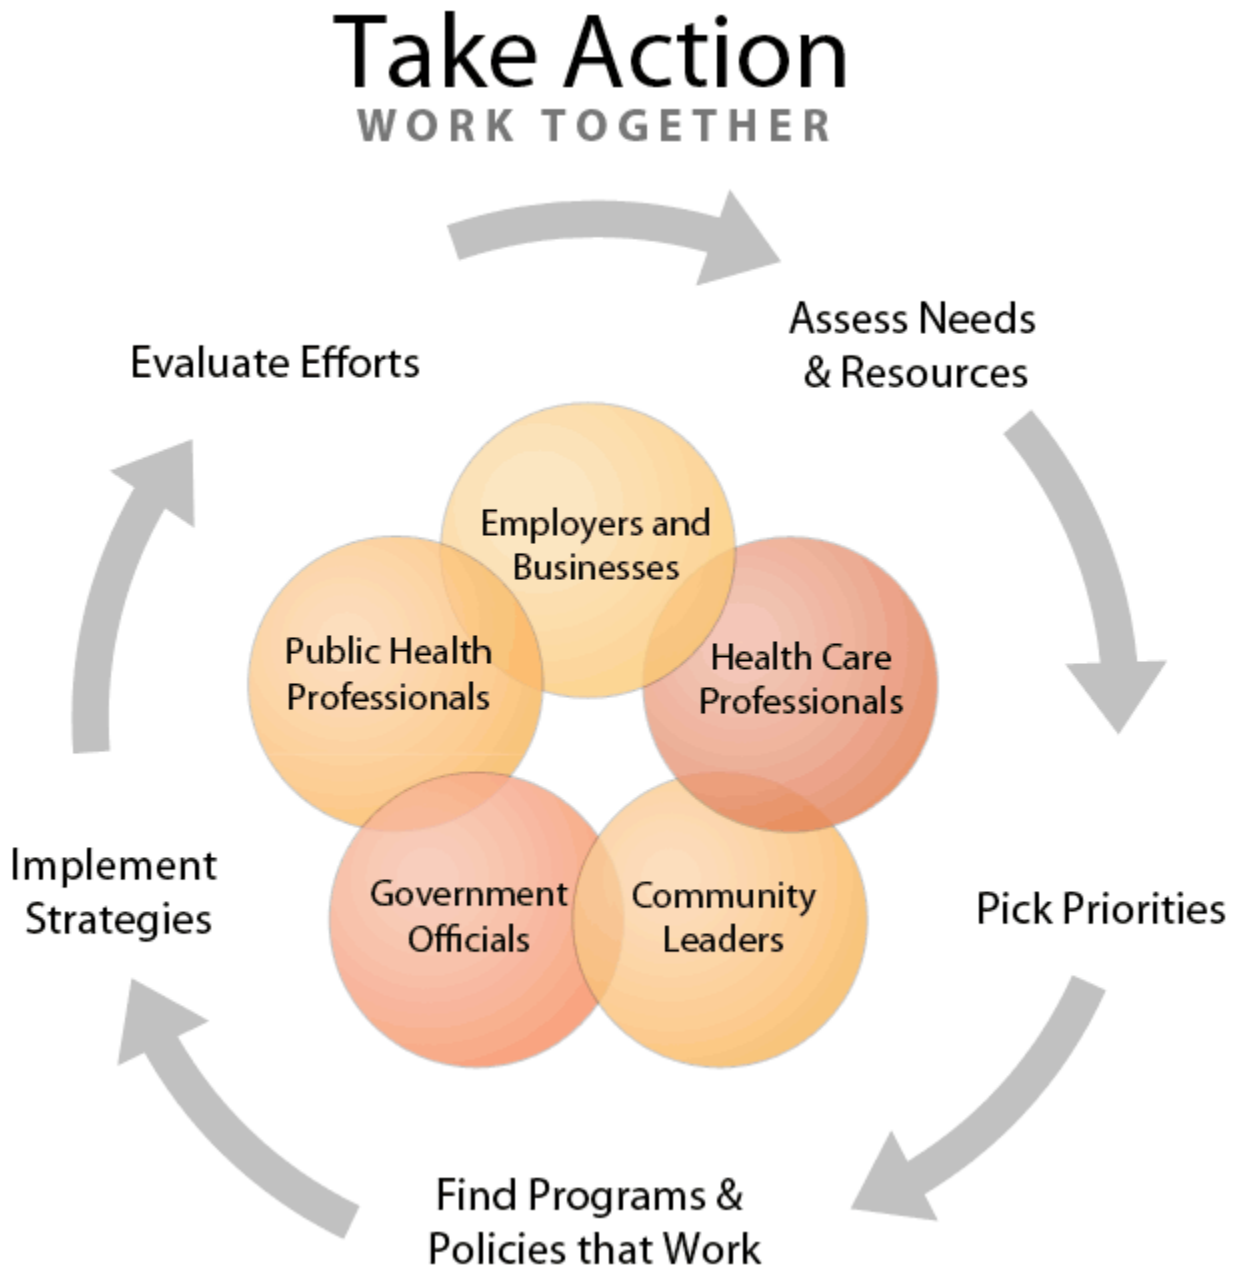 Take Action
WORK TOGETHER
Assess Needs
& Resources
Evaluate Efforts
Employers and
Businesses
Public Health
Professionals
Health Care
Professionals
Implement
Strategies
Government
Officials
Community
Leaders
Pick Priorities
Find Programs &
Policies that Work